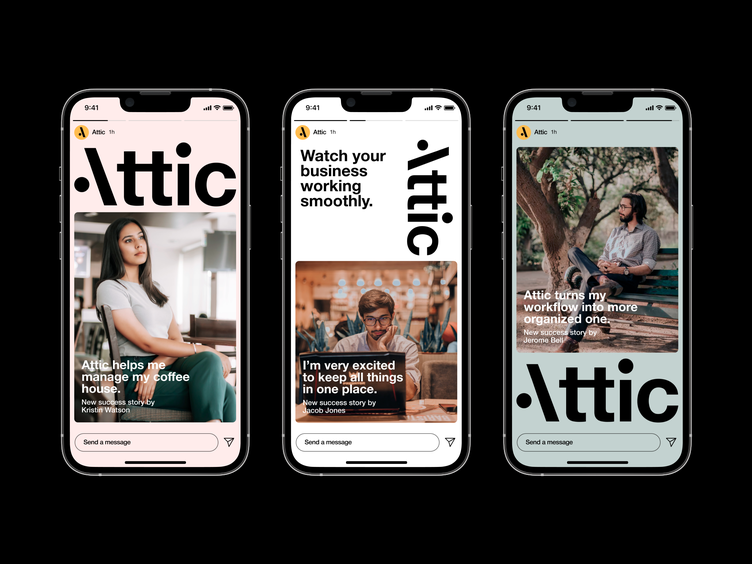 9:41
Attic 1h
Attic
Attic helps me
manage my coffee
house.
New success story by
Kristin Watson
Send a message
9:41
Attic 1h
Watch your
business
working
smoothly.
Attic
I'm very excited
to keep all things
in one place.
New success story by
Jacob Jones
Send a message
9:41
Attic 1h
Attic turns my
workflow into more
organized one.
New success story by
Jerome Bell
Attic
Send a message